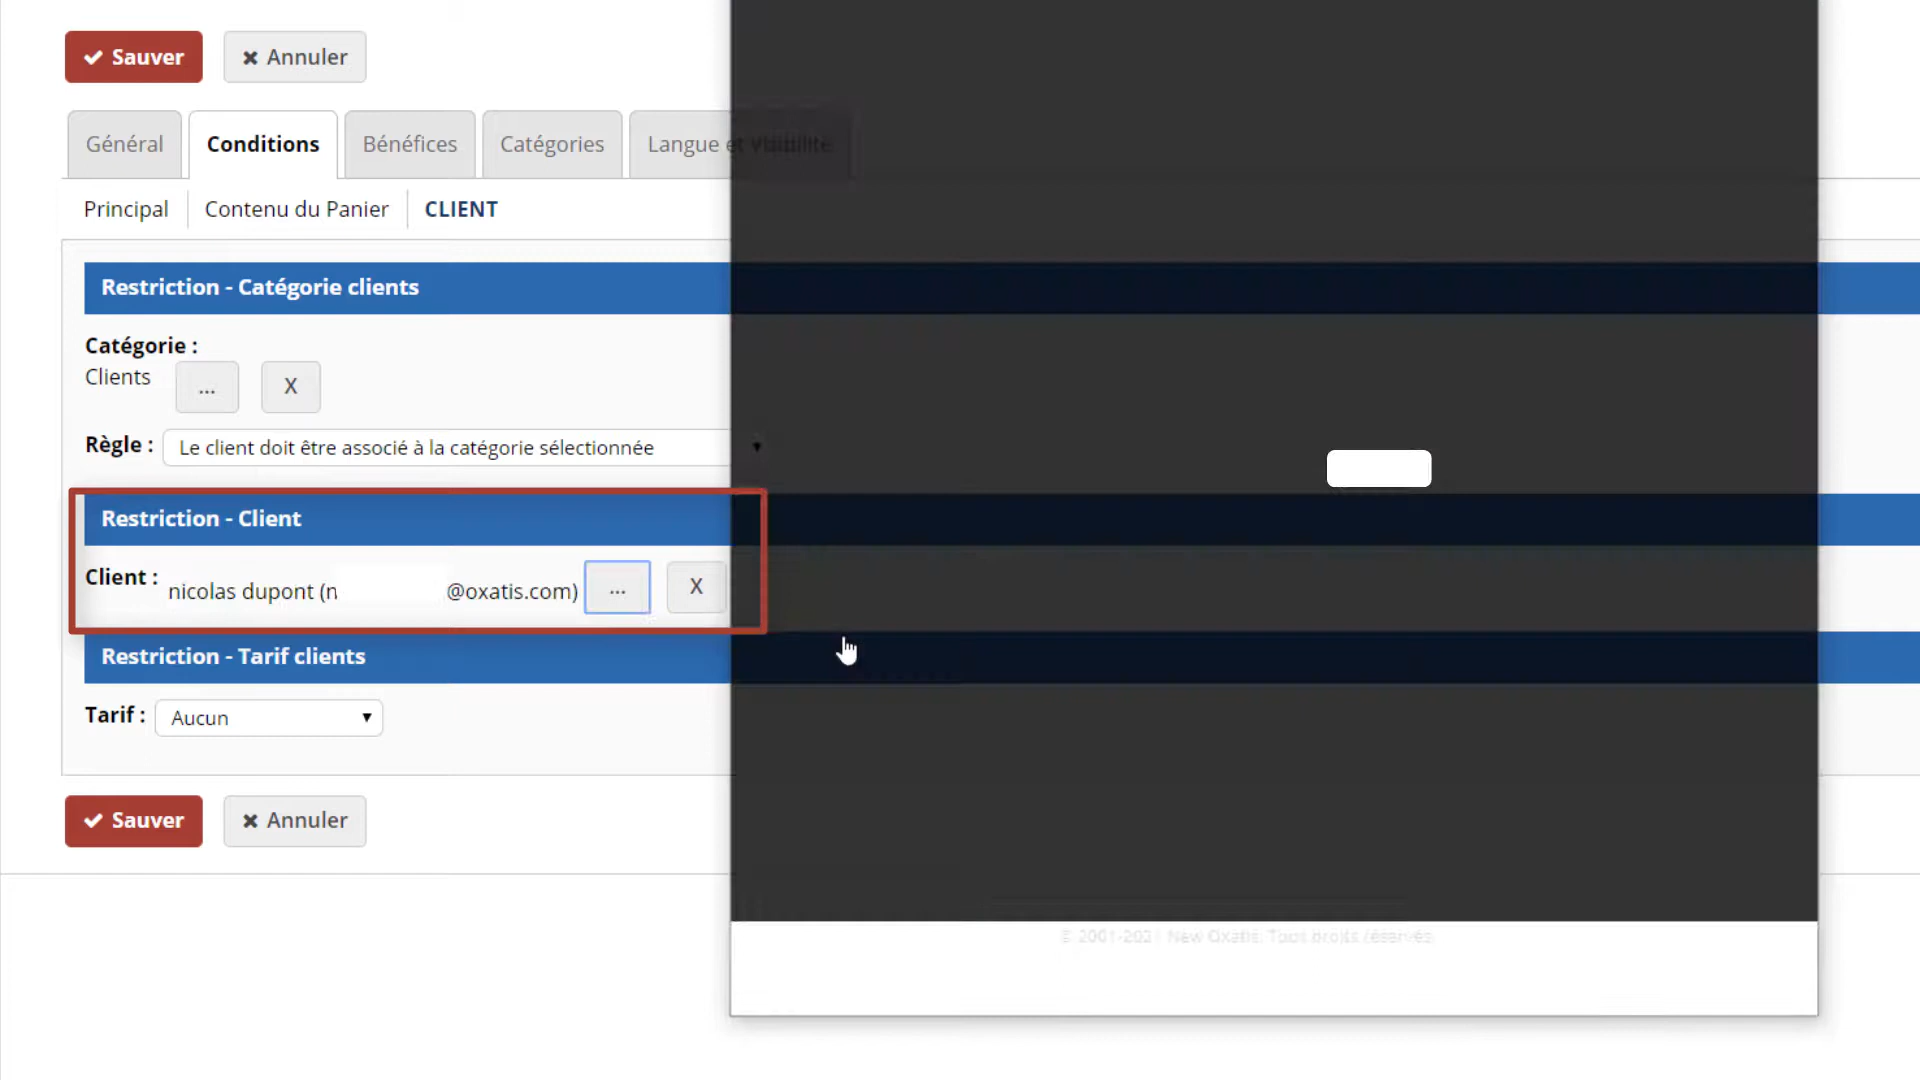 Sauver Annuler
Général Conditions Bénéfices Catégories Langue et Visibilité
Principal Contenu du Panier CLIENT
Restriction - Catégorie clients
Catégorie :
Clients ... X
Règle : Le client doit être associé à la catégorie sélectionnée
Restriction - Client
Client : nicolas dupont (n @oxatis.com) ... X
Restriction - Tarif clients
Tarif : Aucun
Sauver Annuler
New Oxatis. Tous droits réservés